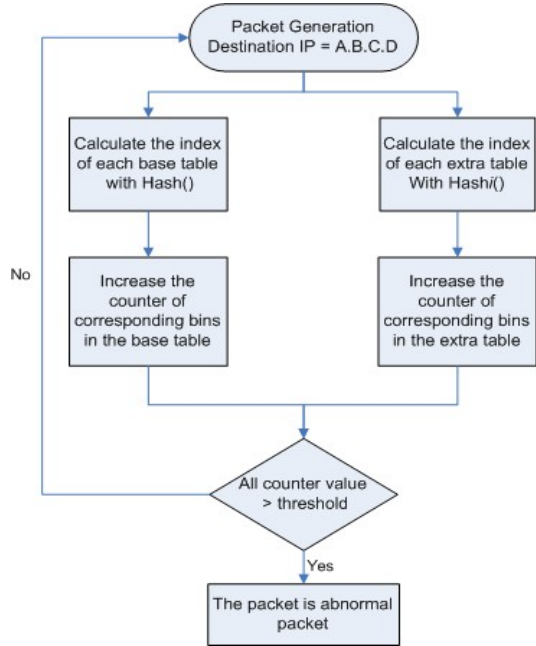 Packet Generation
Destination IP = A.B.C.D
Calculate the index
of each base table
with Hash()
Calculate the index
of each extra table
With Hashi()
No
Increase the
counter of
corresponding bins
in the base table
Increase the
counter of
corresponding bins
in the extra table
All counter value
> threshold
Yes
The packet is abnormal
packet